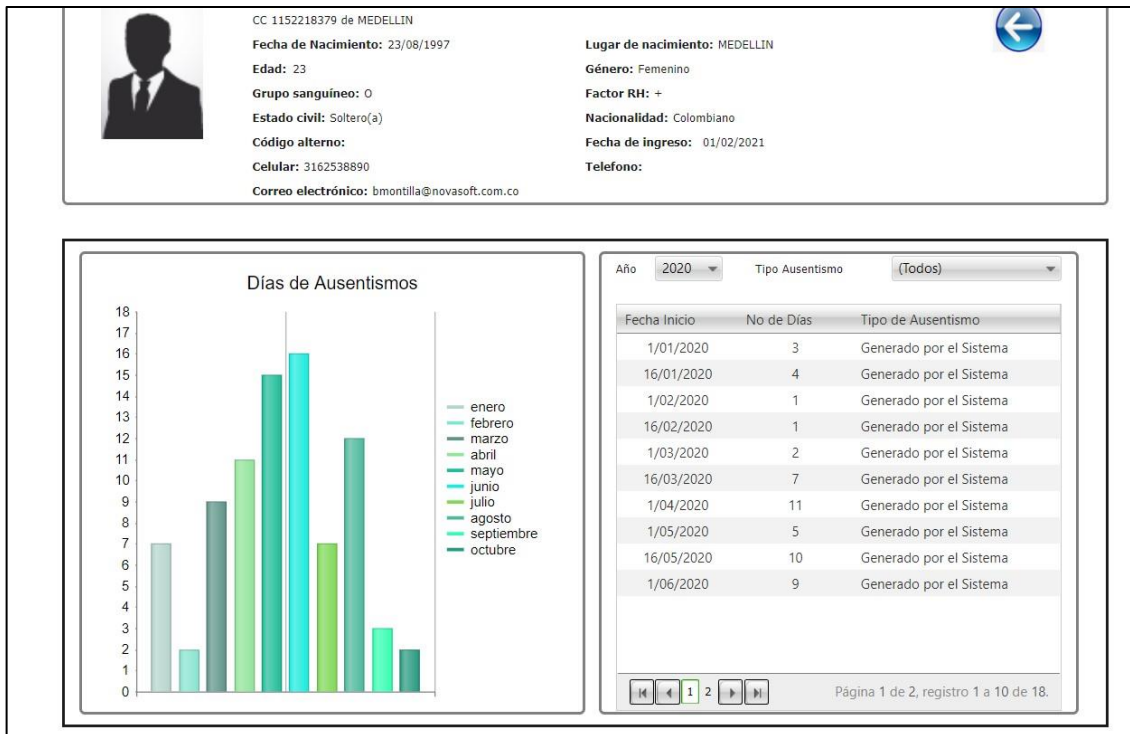 CC 1152218379 de MEDELLIN
Fecha de Nacimiento: 23/08/1997 Lugar de nacimiento: MEDELLIN
Edad: 23 Género: Femenino
Grupo sanguíneo: O Factor RH: +
Estado civil: Soltero(a) Nacionalidad: Colombiano
Código alterno: Fecha de ingreso: 01/02/2021
Celular: 3162538890 Telefono:
Correo electrónico: bmontilla@novasoft.com.co
Días de Ausentismos
18
17
16
15
14
13
12
11
10
9
8
7
6
5
4
3
2
1
0
enero
febrero
marzo
abril
mayo
junio
julio
agosto
septiembre
octubre
Año 2020 Tipo Ausentismo (Todos)
Fecha Inicio No de Días Tipo de Ausentismo
1/01/2020 3 Generado por el Sistema
16/01/2020 4 Generado por el Sistema
1/02/2020 1 Generado por el Sistema
16/02/2020 1 Generado por el Sistema
1/03/2020 2 Generado por el Sistema
16/03/2020 7 Generado por el Sistema
1/04/2020 11 Generado por el Sistema
1/05/2020 5 Generado por el Sistema
16/05/2020 10 Generado por el Sistema
1/06/2020 9 Generado por el Sistema
1 2 Página 1 de 2, registro 1 a 10 de 18.